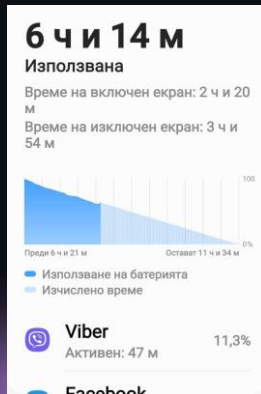 6 ч и 14 м
Използвана
Време на включен екран: 2 ч и 20
м
Време на изключен екран: 3 ч и
54 м
100
0%
Преди 6 ч и 21 м
Остават 11 ч и 34 м
Използване на батерията
Изчислено време
Viber
11,3%
Активен: 47 м
Facebook